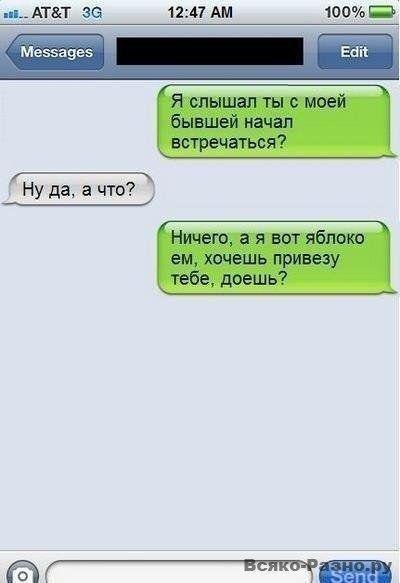 AT&T 3G 12:47 AM 100%
Messages Edit
Я слышал ты с моей
бывшей начал
встречаться?
Ну да, а что?
Ничего, а я вот яблоко
ем, хочешь привезу
тебе, доешь?
Всяко-Разно.ру
Send